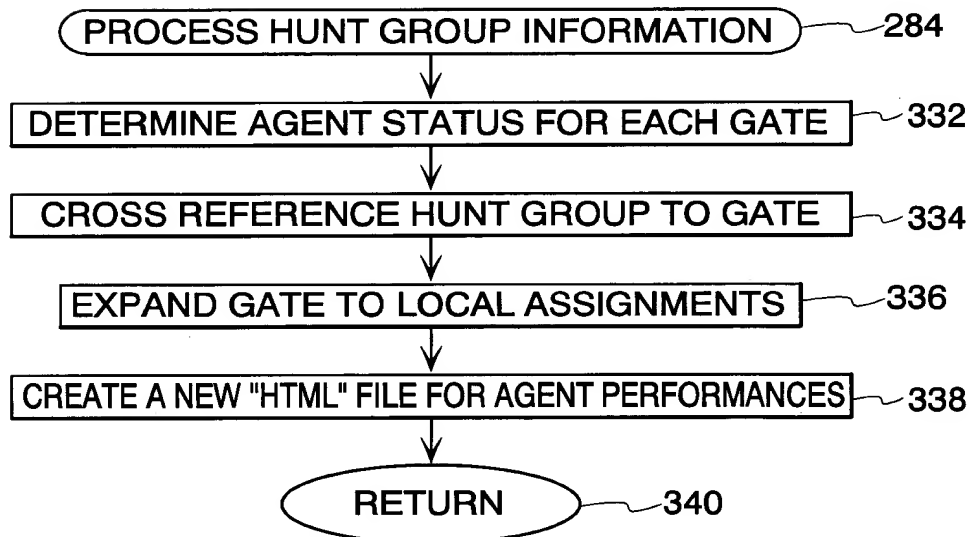 PROCESS HUNT GROUP INFORMATION 284
DETERMINE AGENT STATUS FOR EACH GATE 332
CROSS REFERENCE HUNT GROUP TO GATE 334
EXPAND GATE TO LOCAL ASSIGNMENTS 336
CREATE A NEW "HTML" FILE FOR AGENT PERFORMANCES 338
RETURN 340